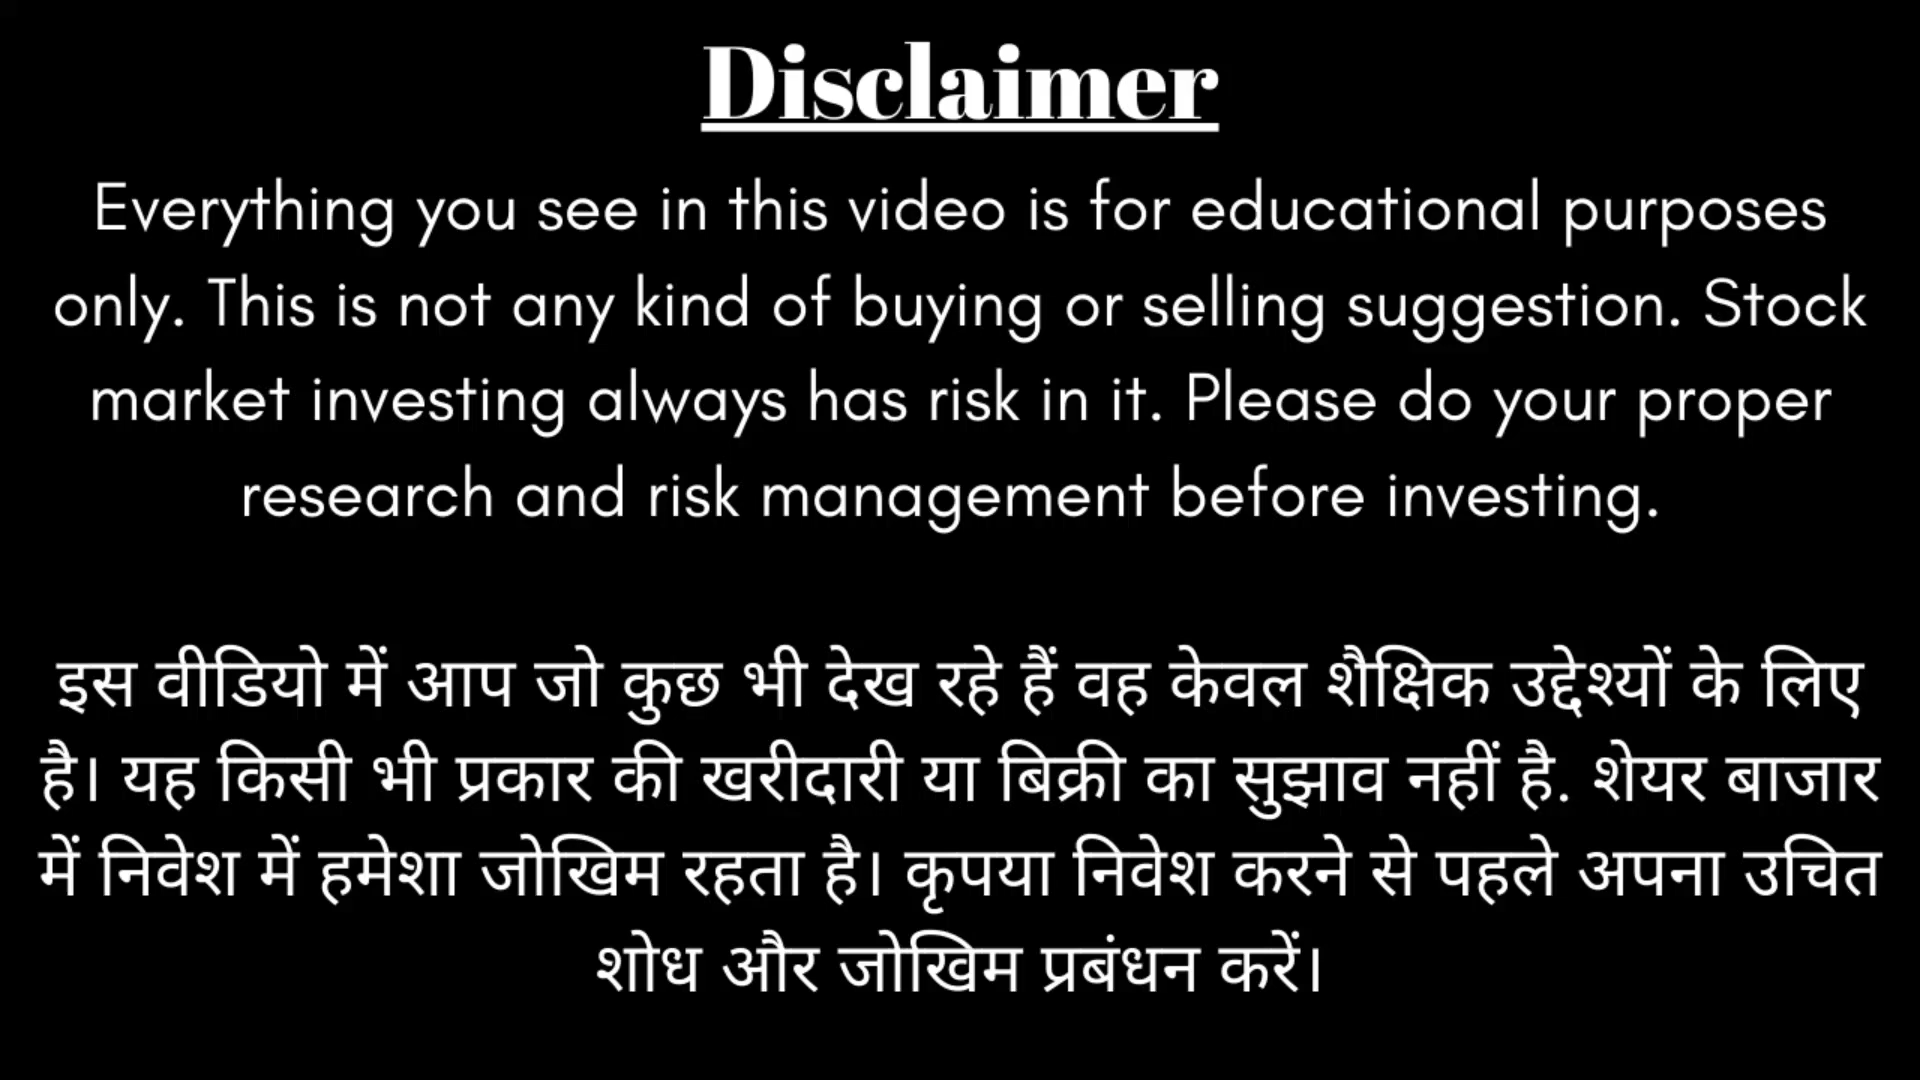 Disclaimer
Everything you see in this video is for educational purposes
only. This is not any kind of buying or selling suggestion. Stock
market investing always has risk in it. Please do your proper
research and risk management before investing.
इस वीडियो में आप जो कुछ भी देख रहे हैं वह केवल शैक्षिक उद्देश्यों के लिए
है। यह किसी भी प्रकार की खरीदारी या बिक्री का सुझाव नहीं है. शेयर बाजार
में निवेश में हमेशा जोखिम रहता है। कृपया निवेश करने से पहले अपना उचित
शोध और जोखिम प्रबंधन करें।